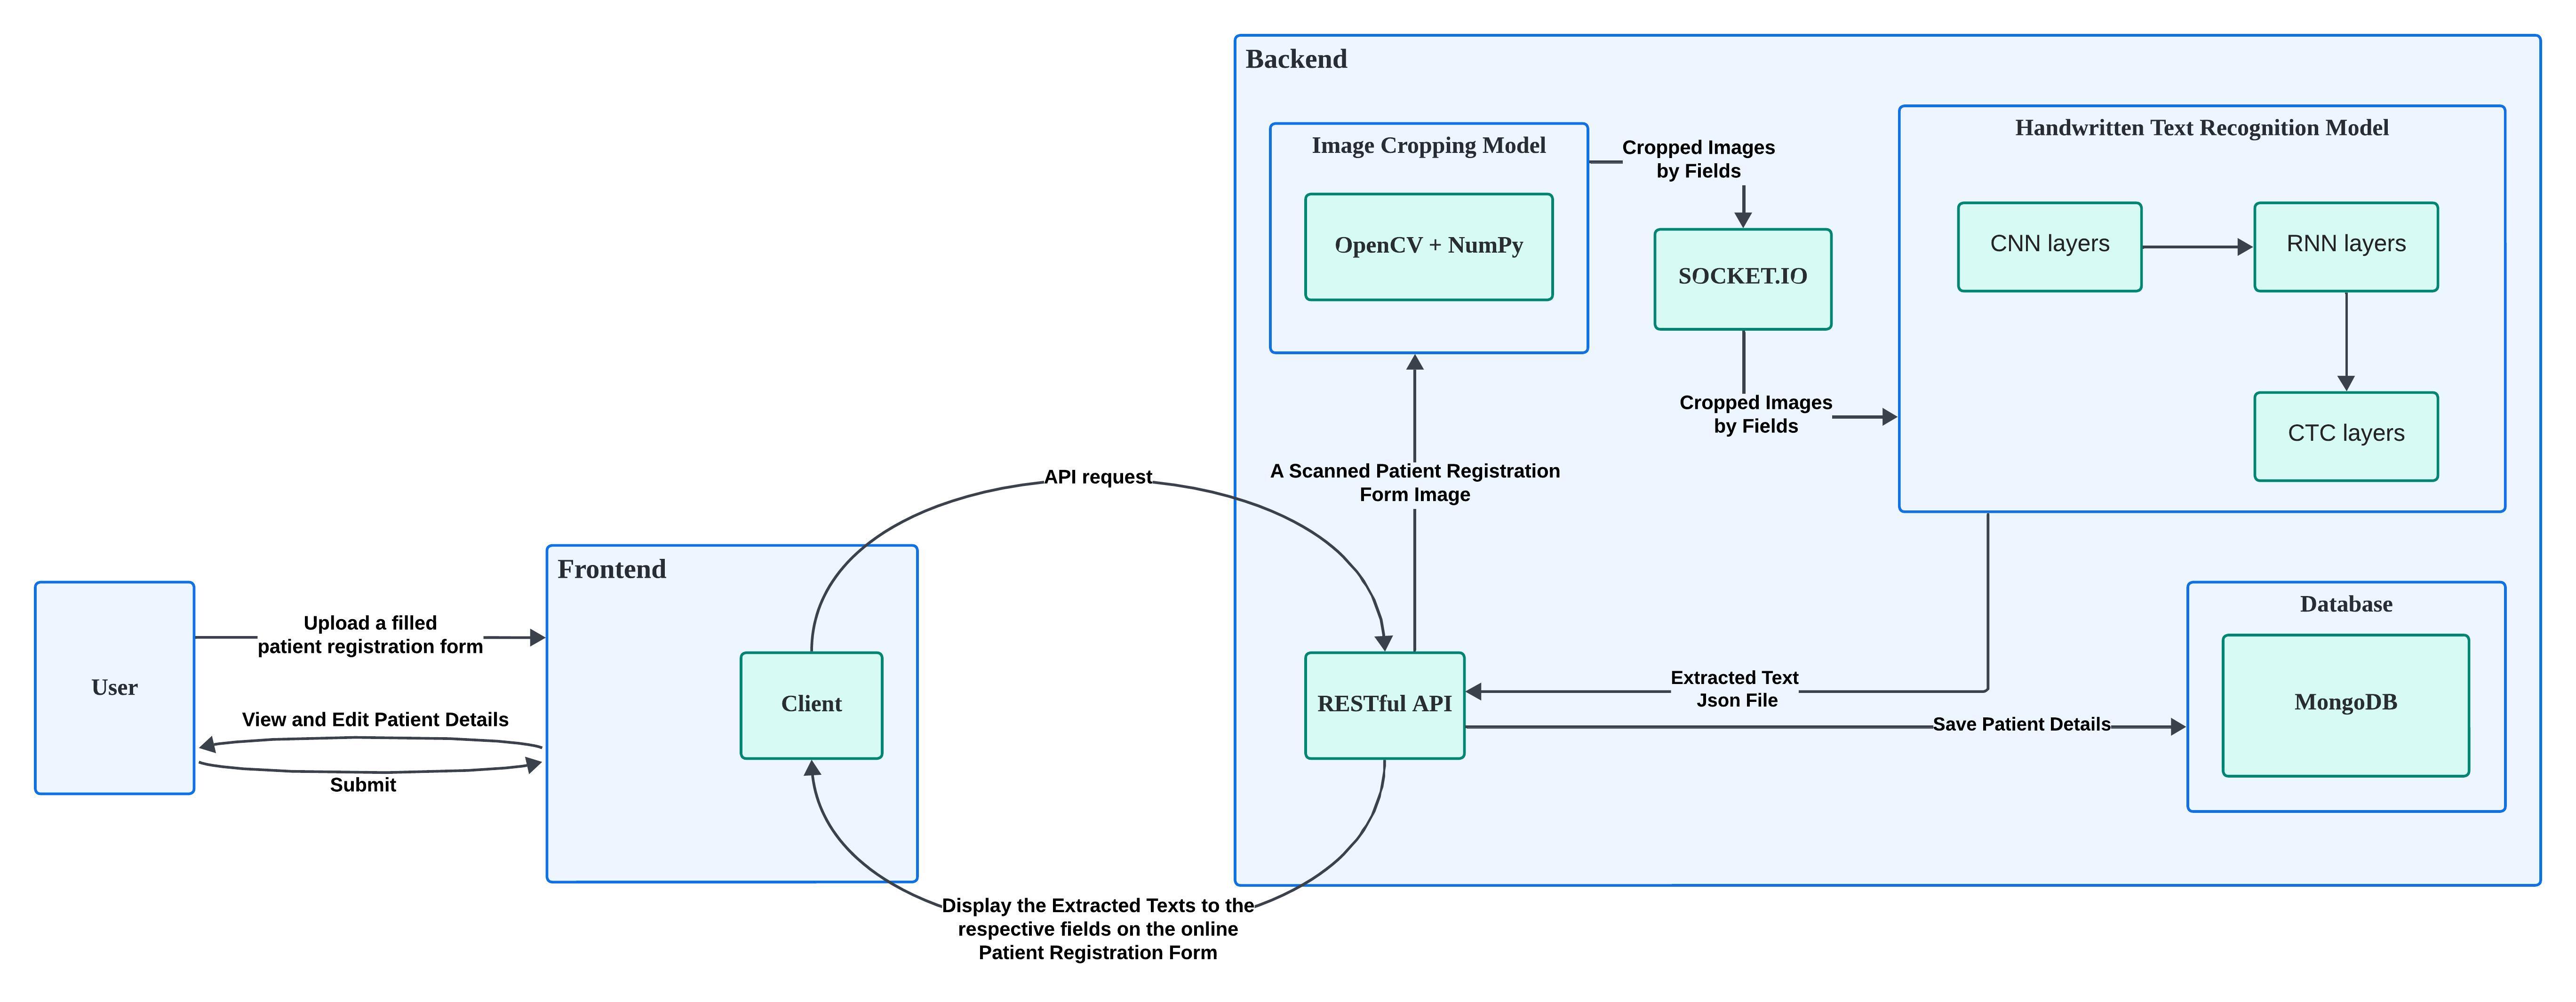 Backend
Image Cropping Model
OpenCV + NumPy
Cropped Images
by Fields
SOCKET.IO
Cropped Images
by Fields
Handwritten Text Recognition Model
CNN layers
RNN layers
CTC layers
A Scanned Patient Registration
Form Image
API request
Frontend
Client
User
Upload a filled
patient registration form
View and Edit Patient Details
Submit
RESTful API
Extracted Text
Json File
Save Patient Details
Database
MongoDB
Display the Extracted Texts to the
respective fields on the online
Patient Registration Form